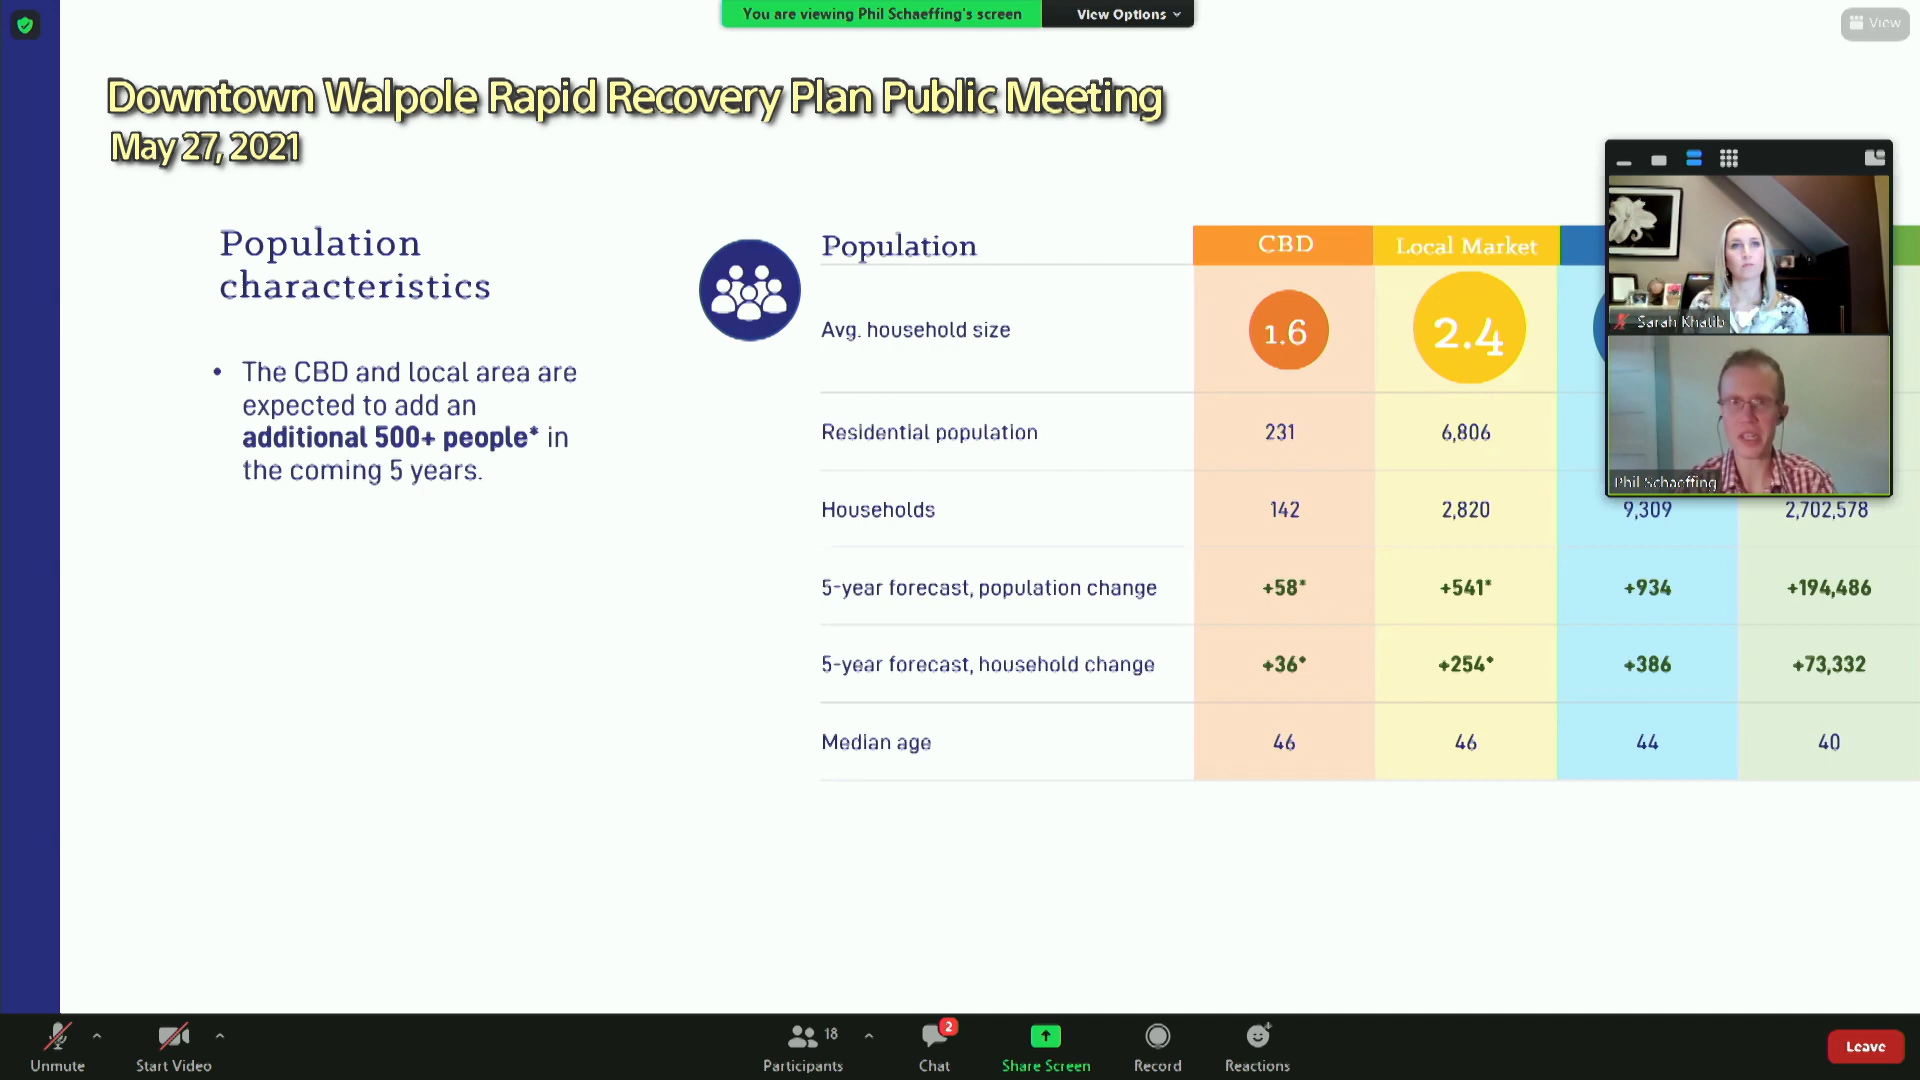 You are viewing Phil Schaeffing's screen View Options
View
Downtown Walpole Rapid Recovery Plan Public Meeting
May 27, 2021
Population
characteristics
• The CBD and local area are
expected to add an
additional 500+ people* in
the coming 5 years.
Population CBD Local Market
Avg. household size 1.6 2.4
Residential population 231 6,806
Households 142 2,820 9,309 2,702,578
5-year forecast, population change +58* +541* +934 +194,486
5-year forecast, household change +36* +254* +386 +73,332
Median age 46 46 44 40
Sarah Khatib
Phil Schaeffing
Unmute Start Video 18 Participants 2 Chat Share Screen Record Reactions Leave